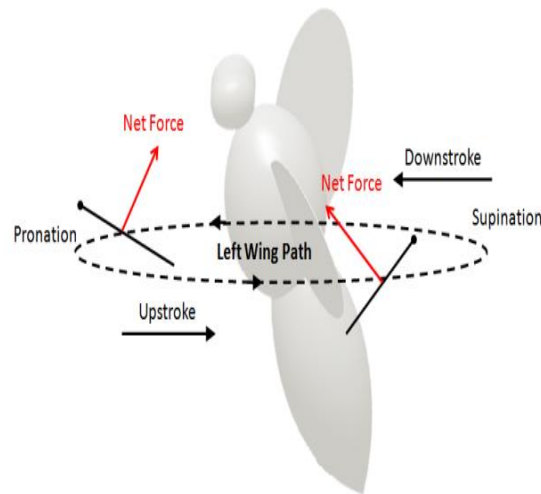 Net Force
Downstroke
Net Force
Supination
Pronation
Left Wing Path
Upstroke